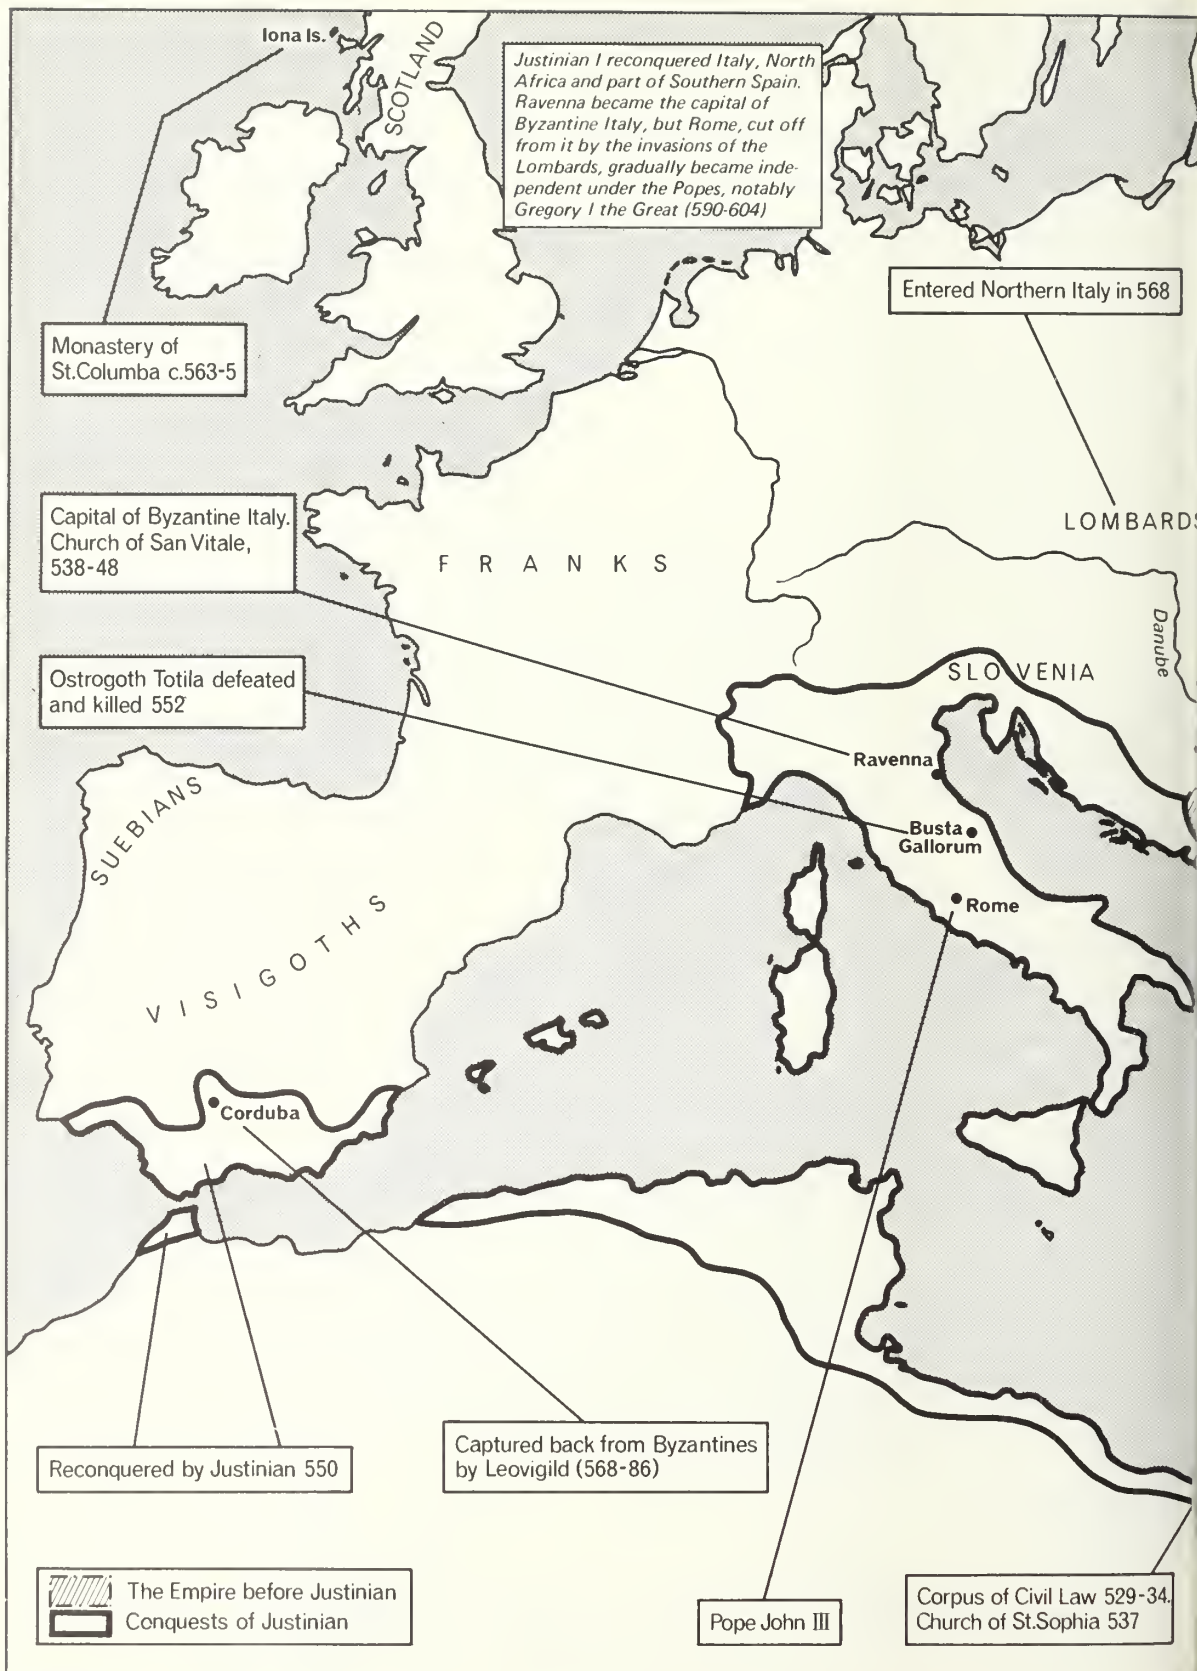 Iona Is.
SCOTLAND
Justinian I reconquered Italy, North
Africa and part of Southern Spain.
Ravenna became the capital of
Byzantine Italy, but Rome, cut off
from it by the invasions of the
Lombards, gradually became inde-
pendent under the Popes, notably
Gregory I the Great (590-604)
Entered Northern Italy in 568
Monastery of
St.Columba c.563-5
Capital of Byzantine Italy.
Church of San Vitale,
538-48
LOMBARDS
FRANKS
Danube
Ostrogoth Totila defeated
and killed 552
SLOVENIA
Ravenna
SUEBIANS
Busta
Gallorum
Rome
VISIGOTHS
Corduba
Reconquered by Justinian 550
Captured back from Byzantines
by Leovigild (568-86)
The Empire before Justinian
Conquests of Justinian
Pope John III
Corpus of Civil Law 529-34.
Church of St.Sophia 537